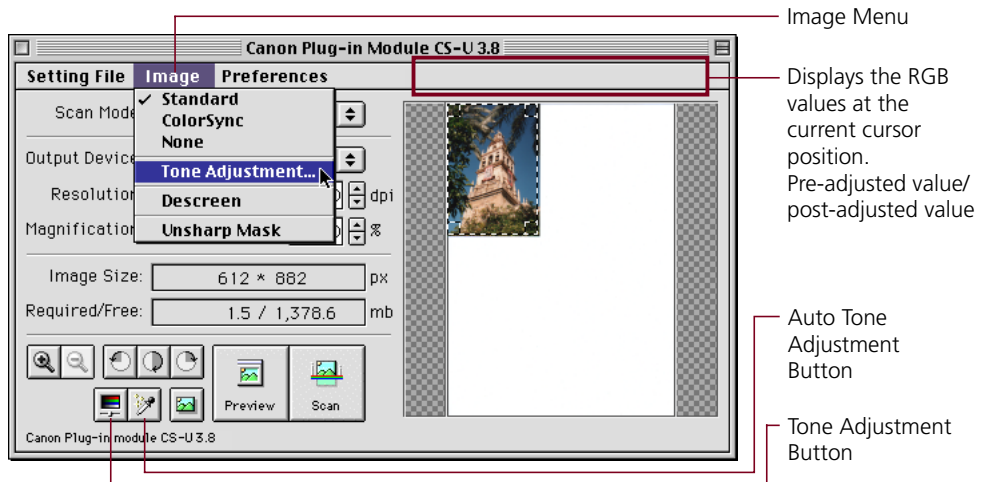 Image Menu
Canon Plug-in Module CS-U 3.8
Setting File Image Preferences
Displays the RGB
values at the
current cursor
position.
Pre-adjusted value/
post-adjusted value
✓ Standard
ColorSync
None
Tone Adjustment...
Descreen
Unsharp Mask
Scan Mode
Output Device
Resolution
dpi
Magnification
%
Image Size: 612 * 882 px
Required/Free: 1.5 / 1,378.6 mb
Auto Tone
Adjustment
Button
Preview Scan
Tone Adjustment
Button
Canon Plug-in module CS-U 3.8